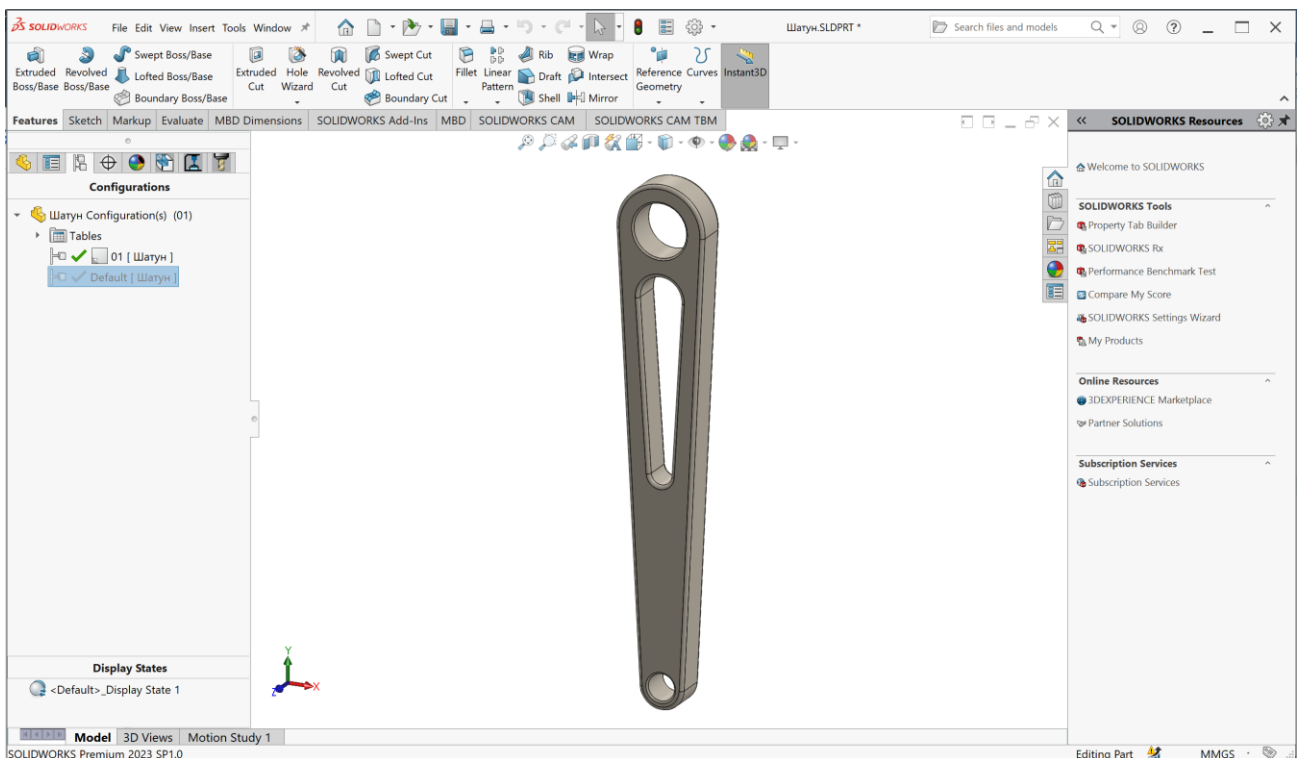 SOLIDWORKS File Edit View Insert Tools Window Шатун.SLDPRT * Search files and models
Extruded Boss/Base Revolved Boss/Base Swept Boss/Base Lofted Boss/Base Boundary Boss/Base Extruded Cut Hole Wizard Revolved Cut Swept Cut Lofted Cut Boundary Cut Fillet Linear Pattern Rib Draft Shell Wrap Intersect Mirror Reference Geometry Curves Instant3D
Features Sketch Markup Evaluate MBD Dimensions SOLIDWORKS Add-Ins MBD SOLIDWORKS CAM SOLIDWORKS CAM TBM
Configurations
Шатун Configuration(s) (01)
Tables
01 [ Шатун ]
Default [ Шатун ]
Display States
<Default>_Display State 1
Y
Z X
SOLIDWORKS Resources
Welcome to SOLIDWORKS
SOLIDWORKS Tools
Property Tab Builder
SOLIDWORKS Rx
Performance Benchmark Test
Compare My Score
SOLIDWORKS Settings Wizard
My Products
Online Resources
3DEXPERIENCE Marketplace
Partner Solutions
Subscription Services
Subscription Services
Model 3D Views Motion Study 1
SOLIDWORKS Premium 2023 SP1.0 Editing Part MMGS